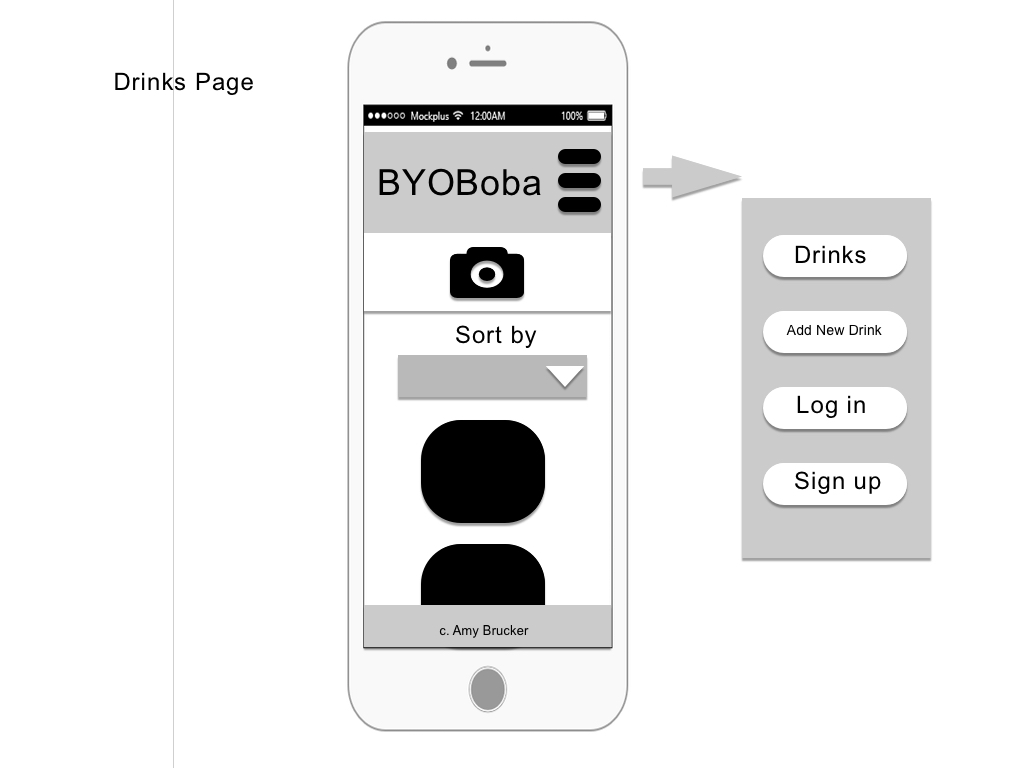 Drinks Page
Mockplus 12:00AM 100%
BYOBoba
Sort by
c. Amy Brucker
Drinks
Add New Drink
Log in
Sign up